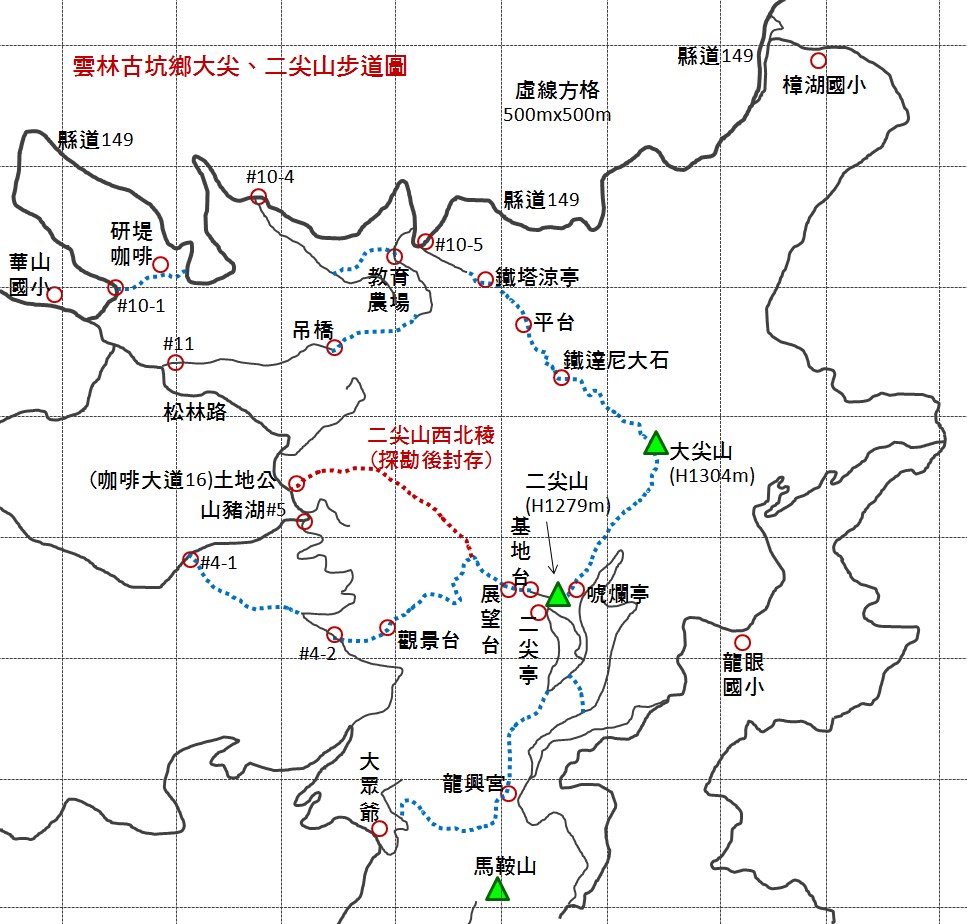 雲林古坑鄉大尖、二尖山步道圖
縣道149
樟湖國小
虛線方格
500mx500m
縣道149
#10-4
縣道149
研堤
咖啡
#10-5
華山
國小
鐵塔涼亭
教育
農場
#10-1
平台
吊橋
#11
鐵達尼大石
松林路
二尖山西北稜
（探勘後封存）
大尖山
(H1304m)
(咖啡大道16)土地公
二尖山
(H1279m)
山豬湖#5
基地台
#4-1
展望台
唬爛亭
二尖亭
觀景台
#4-2
龍眼
國小
大眾爺
龍興宮
馬鞍山